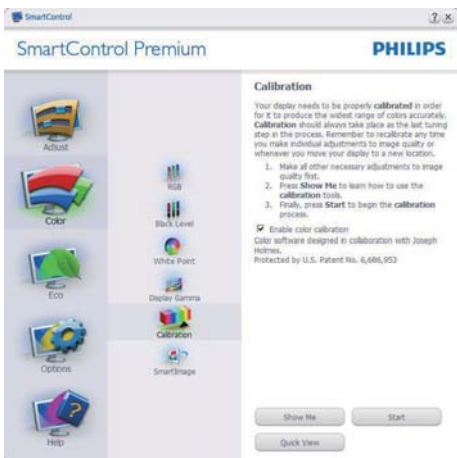 SmartControl
SmartControl Premium
PHILIPS
Adjust
Color
Eco
Options
Help
RGB
Black Level
White Point
Display Gamma
Calibration
SmartImage
Calibration
Your display needs to be properly calibrated in order
for it to produce the widest range of colors accurately.
Calibration should always take place as the last tuning
step in the process. Remember to recalibrate any time
you make individual adjustments to image quality or
whenever you move your display to a new location.
1. Make all other necessary adjustments to image
quality first.
2. Press Show Me to learn how to use the
calibration tools.
3. Finally, press Start to begin the calibration
process.
Enable color calibration
Color software designed in collaboration with Joseph
Holmes.
Protected by U.S. Patent No. 6,686,953
Show Me
Start
Quick View